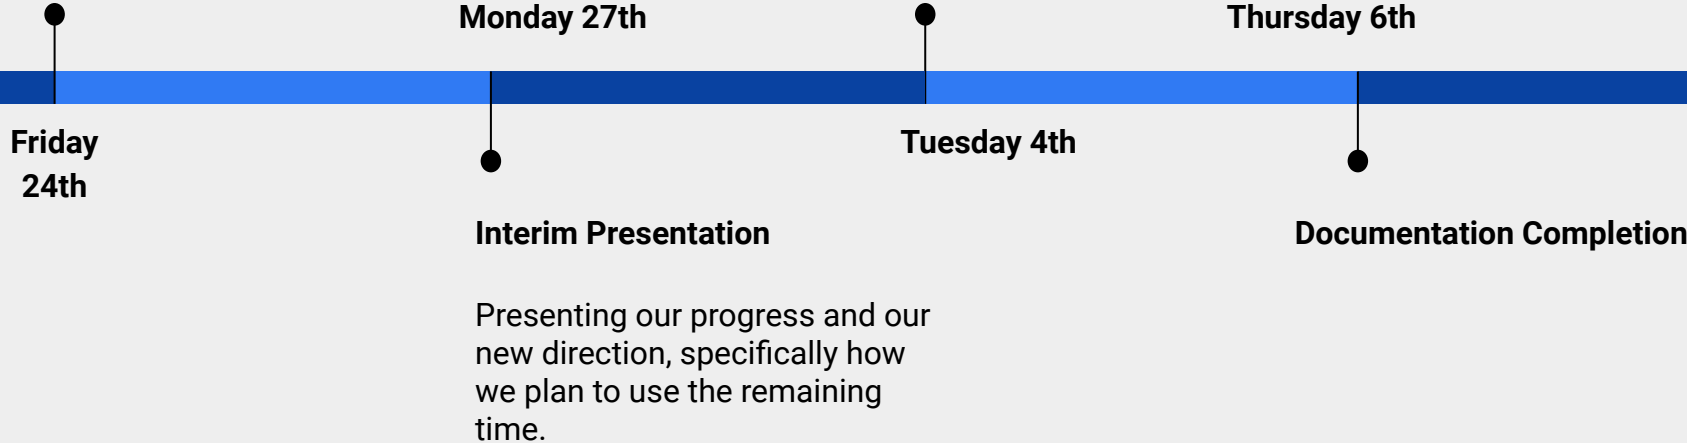 Monday 27th
Thursday 6th
Friday
24th
Tuesday 4th
Interim Presentation
Documentation Completion
Presenting our progress and our
new direction, specifically how
we plan to use the remaining
time.